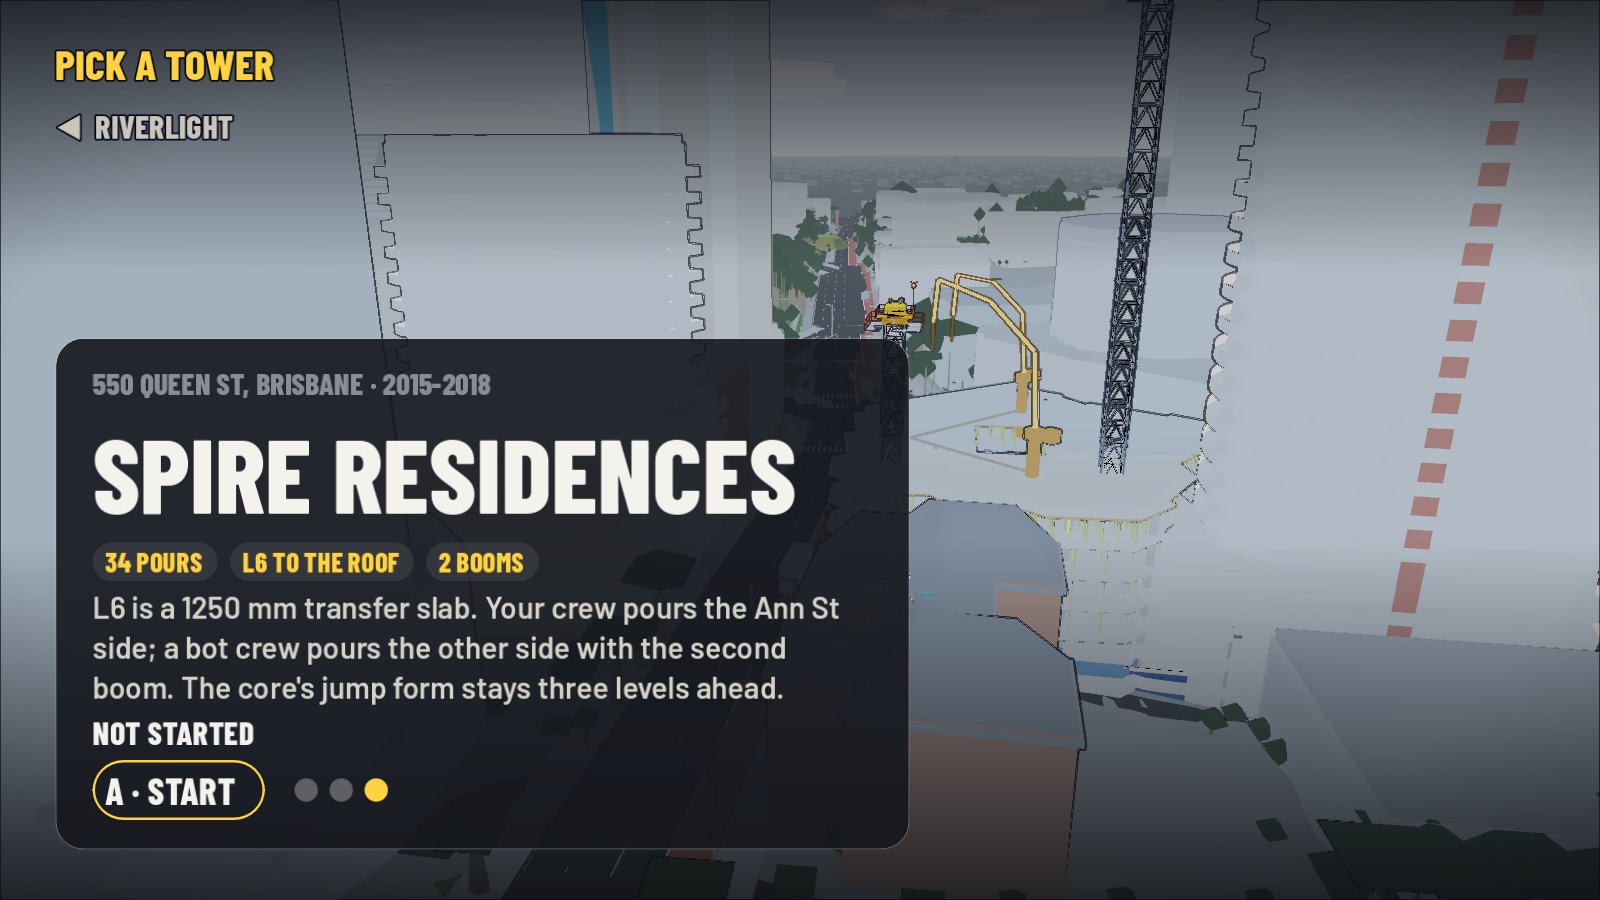 PICK A TOWER
RIVERLIGHT
550 QUEEN ST, BRISBANE · 2015-2018
SPIRE RESIDENCES
34 POURS
L6 TO THE ROOF
2 BOOMS
L6 is a 1250 mm transfer slab. Your crew pours the Ann St
side; a bot crew pours the other side with the second
boom. The core's jump form stays three levels ahead.
NOT STARTED
A · START